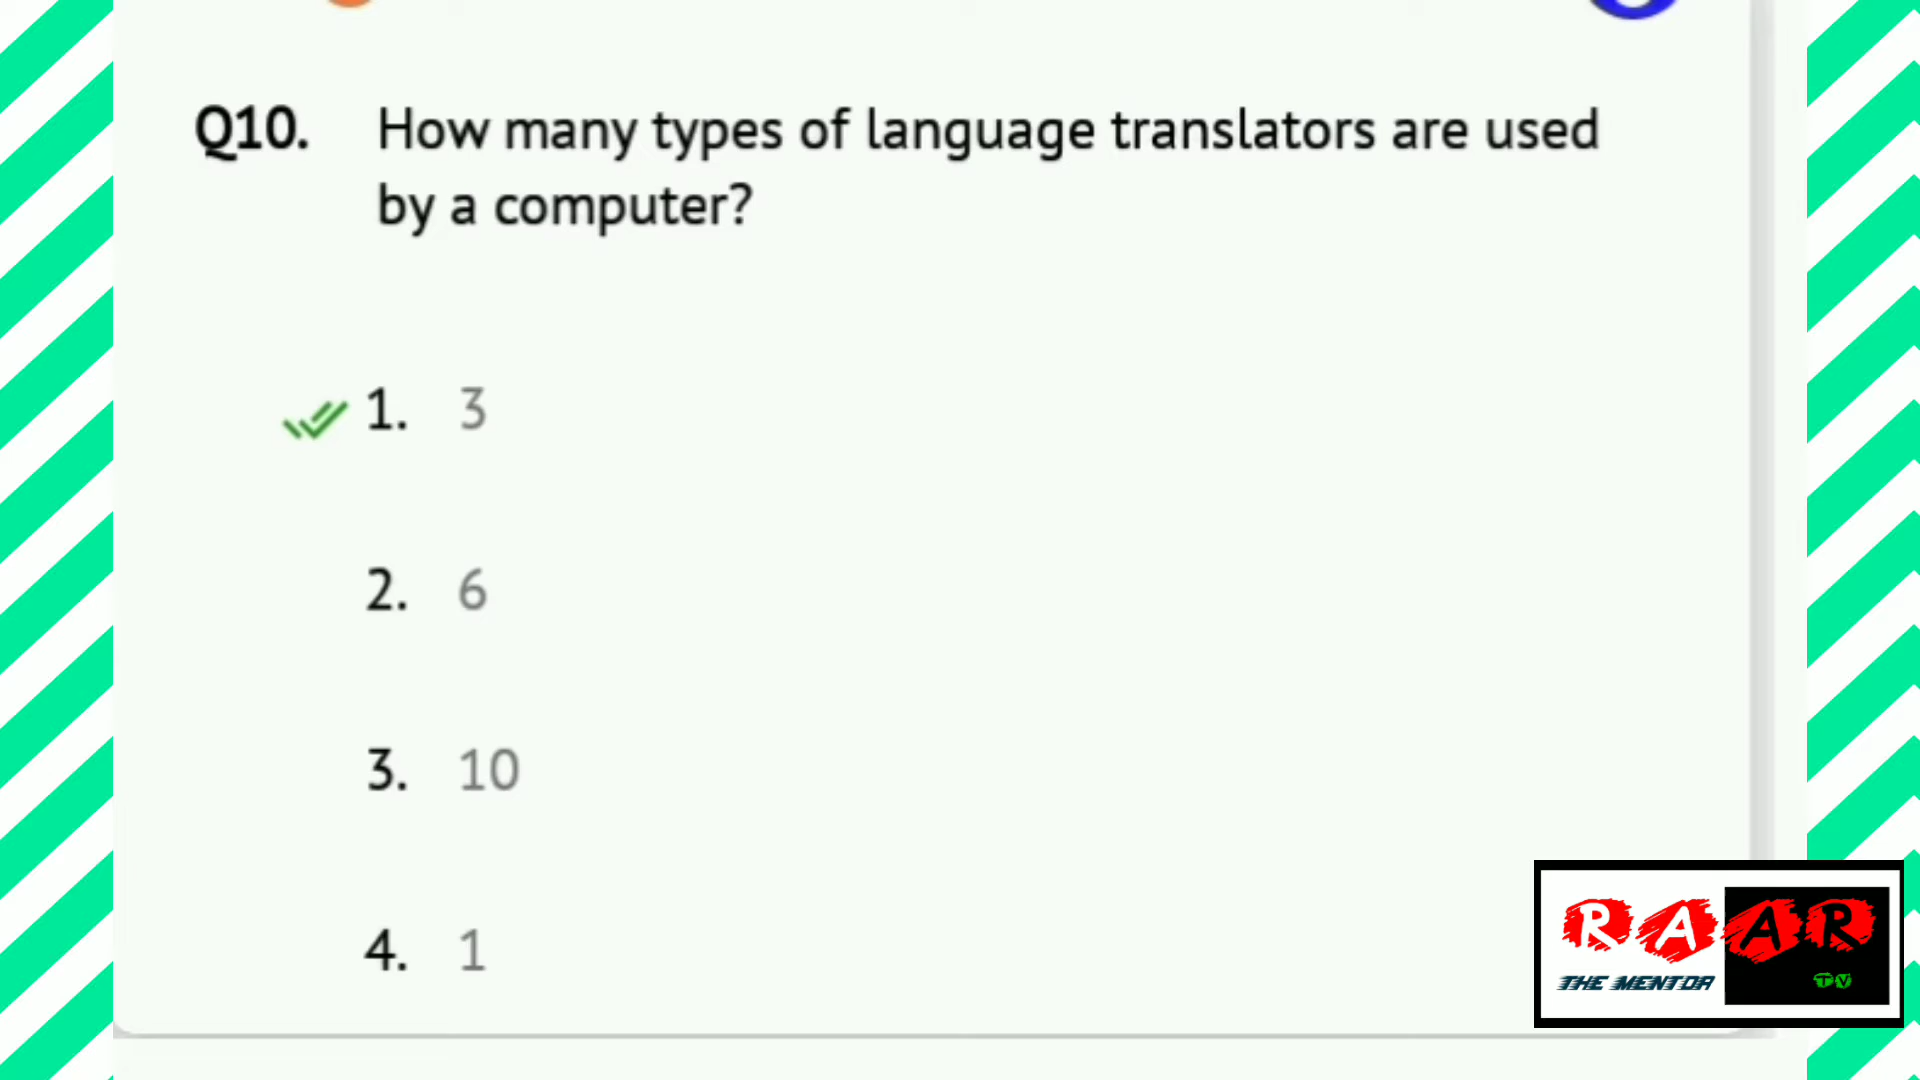 Q10. How many types of language translators are used
by a computer?
1. 3
2. 6
3. 10
4. 1
RAAR
THE MENTOR TV